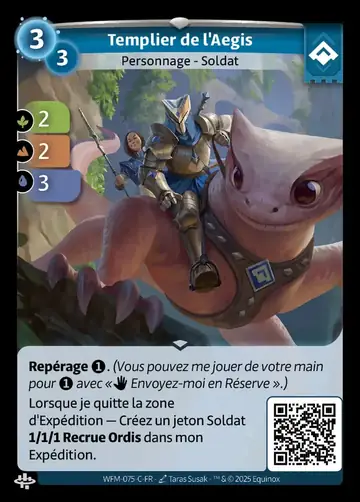 3
3
Templier de l'Aegis
Personnage - Soldat
2
2
3
Repérage 1. (Vous pouvez me jouer de votre main
pour 1 avec « Envoyez-moi en Réserve ».)
Lorsque je quitte la zone
d'Expédition — Créez un jeton Soldat
1/1/1 Recrue Ordis dans mon
Expédition.
WFM-075-C-FR - Taras Susak - ™ & © 2025 Equinox